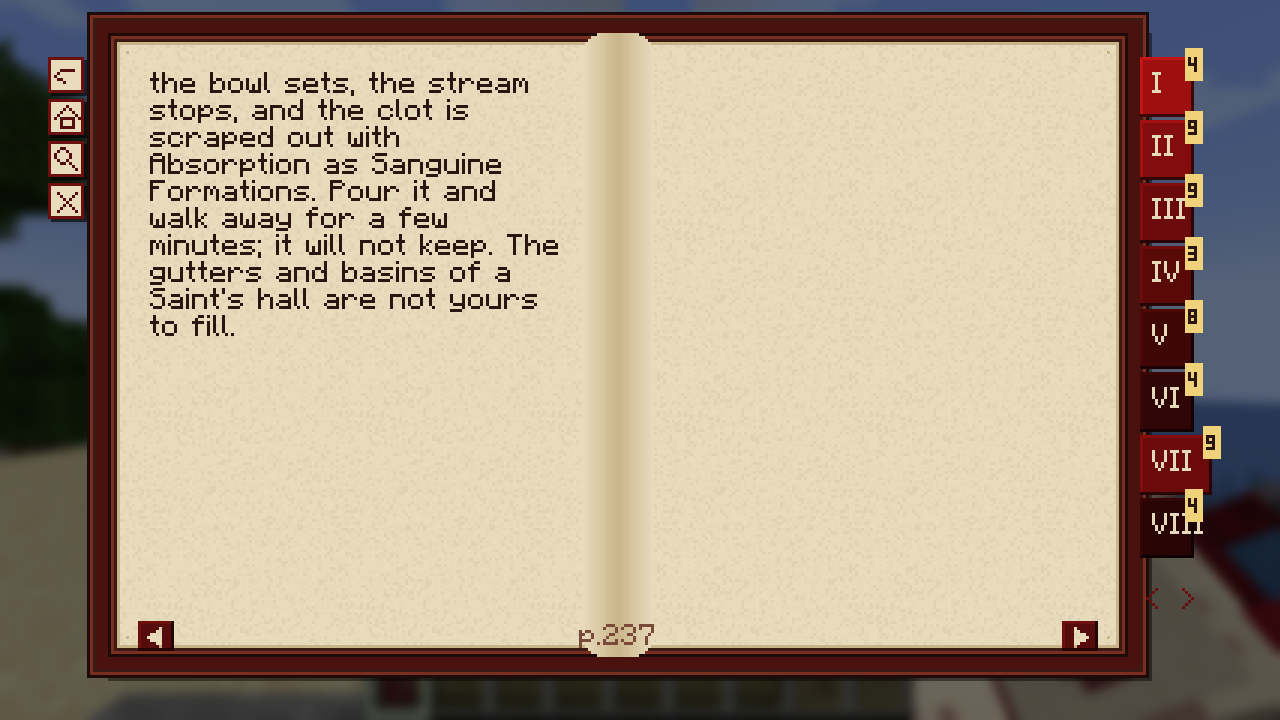 the bowl sets, the stream
stops, and the clot is
scraped out with
Absorption as Sanguine
Formations. Pour it and
walk away for a few
minutes; it will not keep. The
gutters and basins of a
Saint's hall are not yours
to fill.
p.237
4
I
9
II
9
III
3
IV
8
V
4
VI
9
VII
4
VIII